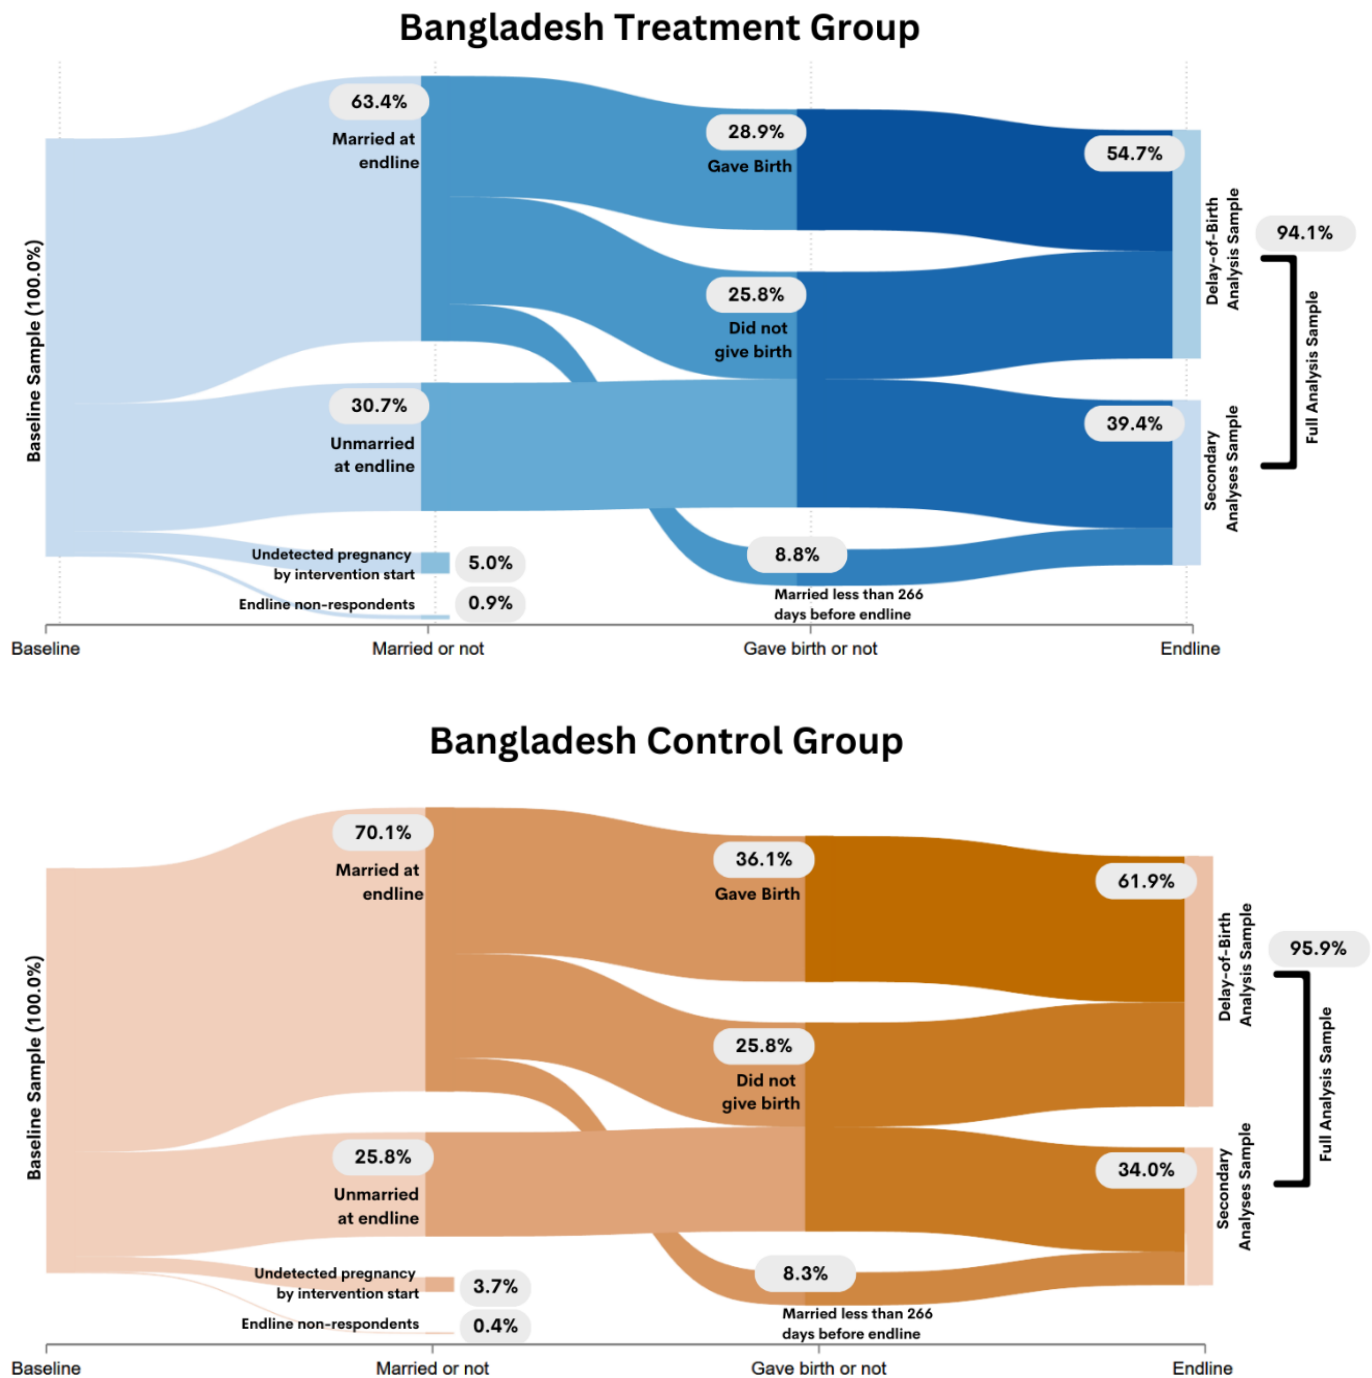 Bangladesh Treatment Group
63.4%
Married at
endline
28.9%
Gave Birth
54.7%
Delay-of-Birth
Analysis Sample
94.1%
Baseline Sample (100.0%)
25.8%
Did not
give birth
Full Analysis Sample
30.7%
Unmarried
at endline
39.4%
Secondary
Analyses Sample
Undetected pregnancy
by intervention start
5.0%
8.8%
Endline non-respondents
0.9%
Married less than 266
days before endline
Baseline
Married or not
Gave birth or not
Endline
Bangladesh Control Group
70.1%
Married at
endline
36.1%
Gave Birth
61.9%
Delay-of-Birth
Analysis Sample
95.9%
Baseline Sample (100.0%)
25.8%
Did not
give birth
Full Analysis Sample
25.8%
Unmarried
at endline
34.0%
Secondary
Analyses Sample
Undetected pregnancy
by intervention start
3.7%
8.3%
Endline non-respondents
0.4%
Married less than 266
days before endline
Baseline
Married or not
Gave birth or not
Endline